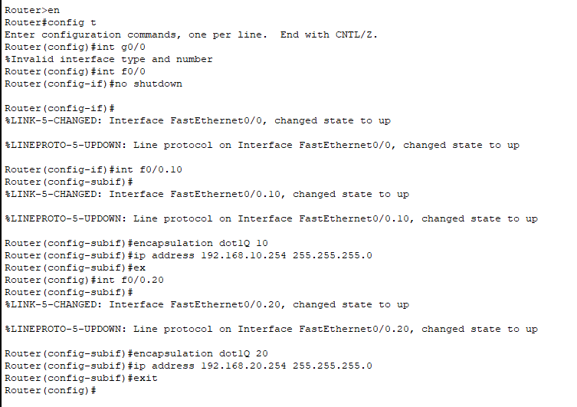 Router>en
Router#config t
Enter configuration commands, one per line.  End with CNTL/Z.
Router(config)#int g0/0
%Invalid interface type and number
Router(config)#int f0/0
Router(config-if)#no shutdown
Router(config-if)#
%LINK-5-CHANGED: Interface FastEthernet0/0, changed state to up
%LINEPROTO-5-UPDOWN: Line protocol on Interface FastEthernet0/0, changed state to up
Router(config-if)#int f0/0.10
Router(config-subif)#
%LINK-5-CHANGED: Interface FastEthernet0/0.10, changed state to up
%LINEPROTO-5-UPDOWN: Line protocol on Interface FastEthernet0/0.10, changed state to up
Router(config-subif)#encapsulation dot1Q 10
Router(config-subif)#ip address 192.168.10.254 255.255.255.0
Router(config-subif)#ex
Router(config)#int f0/0.20
Router(config-subif)#
%LINK-5-CHANGED: Interface FastEthernet0/0.20, changed state to up
%LINEPROTO-5-UPDOWN: Line protocol on Interface FastEthernet0/0.20, changed state to up
Router(config-subif)#encapsulation dot1Q 20
Router(config-subif)#ip address 192.168.20.254 255.255.255.0
Router(config-subif)#exit
Router(config)#